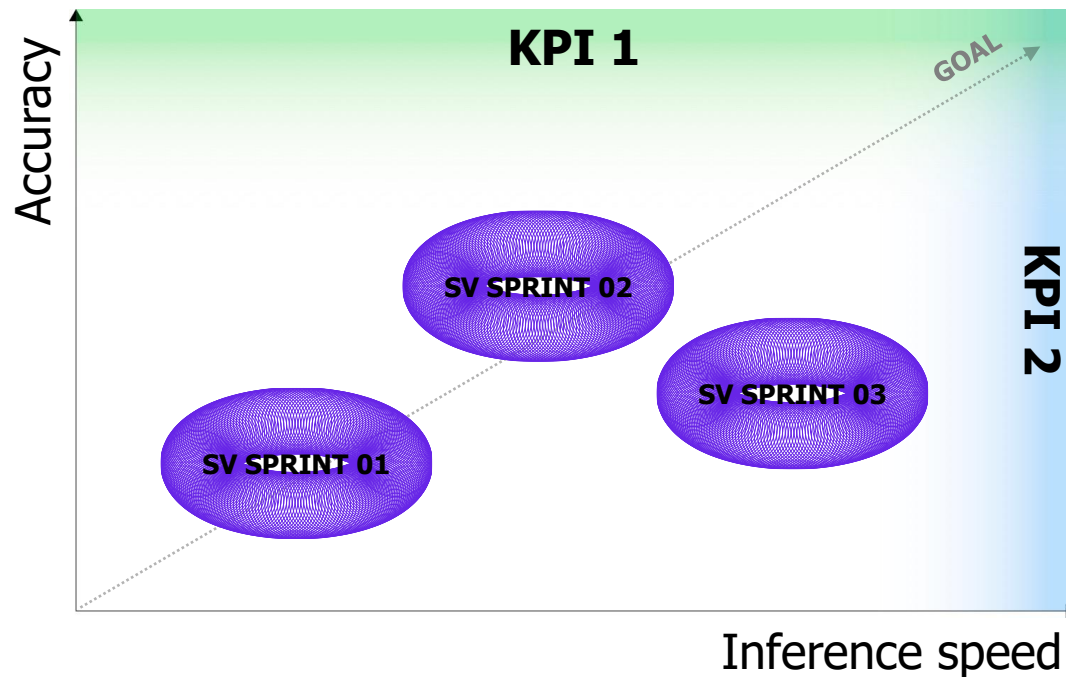 KPI 1
GOAL
Accuracy
SV SPRINT 02
KPI 2
SV SPRINT 03
SV SPRINT 01
Inference speed